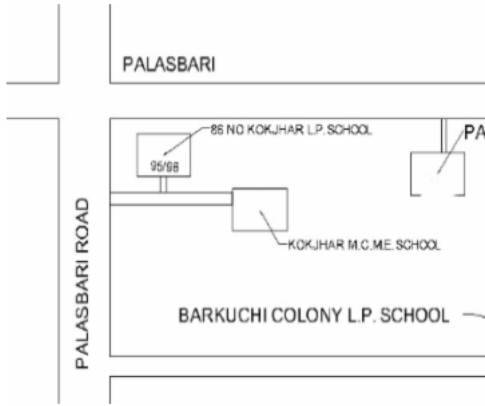 PALASBARI
86 NO KOKJHAR L.P. SCHOOL
PA
95/98
KOKJHAR M.C.M.E. SCHOOL
PALASBARI ROAD
BARKUCHI COLONY L.P. SCHOOL